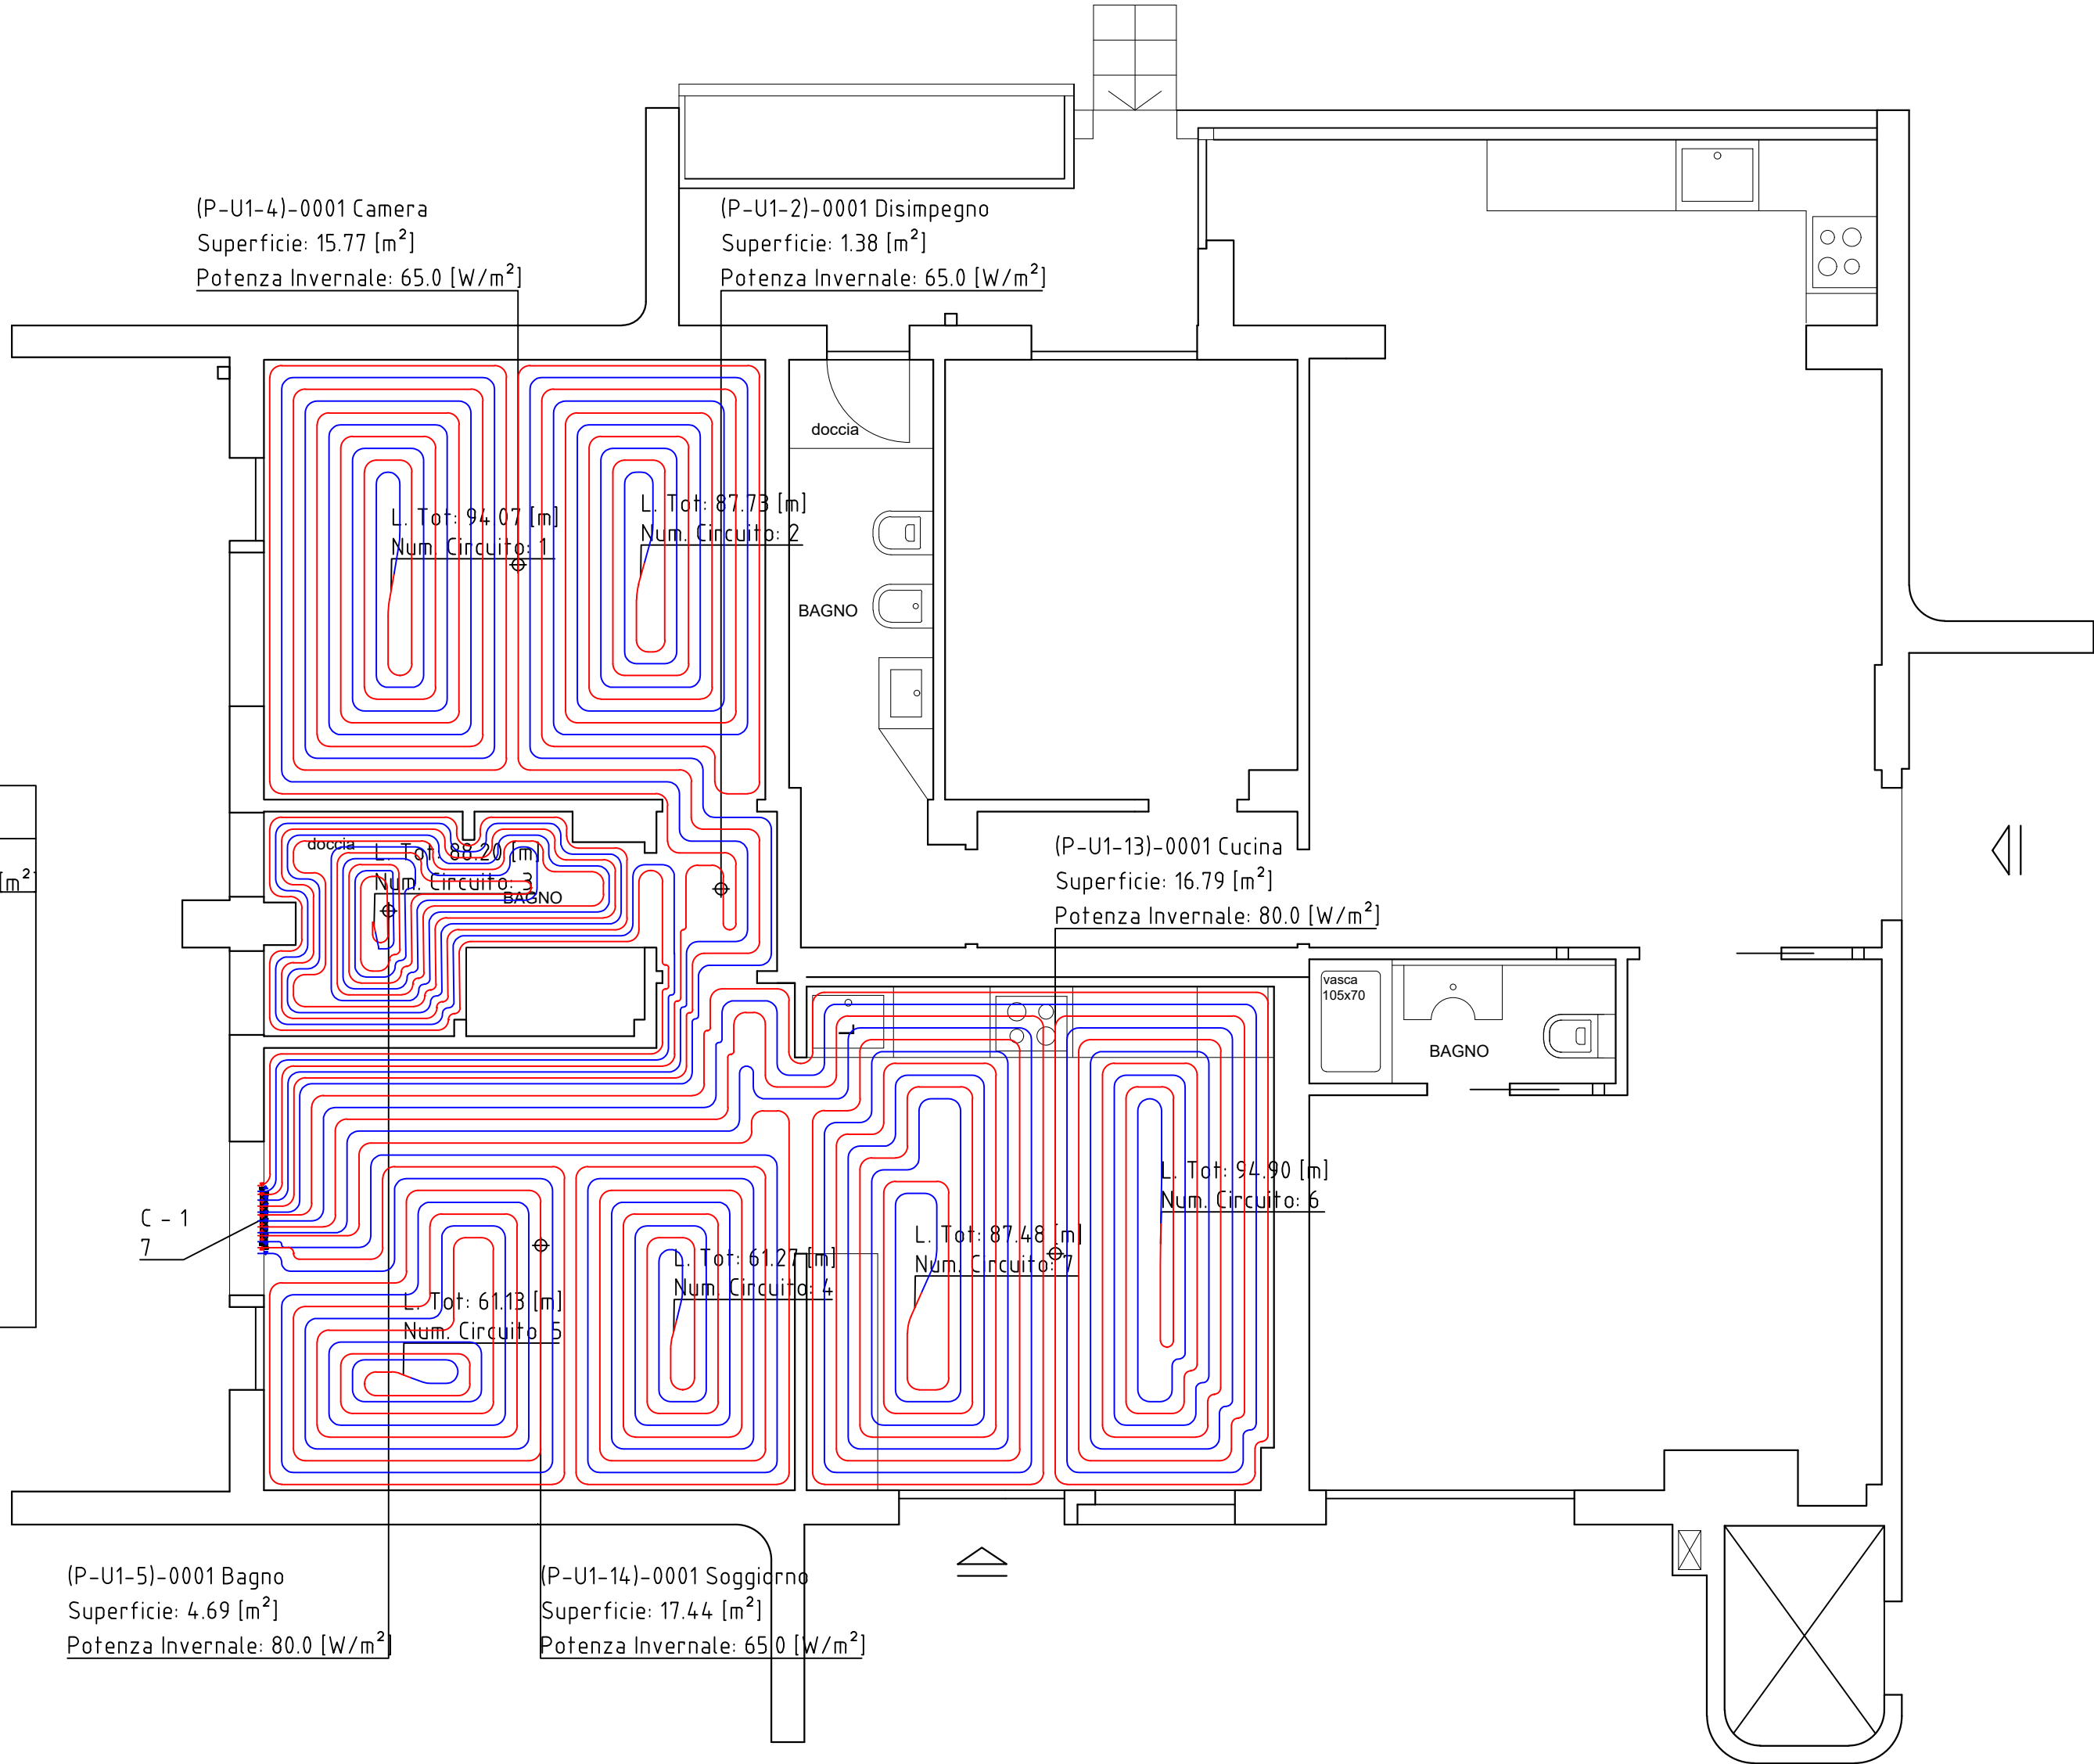 (P-U1-4)-0001 Camera
Superficie: 15.77 [m²]
Potenza Invernale: 65.0 [W/m²]
(P-U1-2)-0001 Disimpegno
Superficie: 1.38 [m²]
Potenza Invernale: 65.0 [W/m²]
doccia
L. Tot: 94.07 [m]
Num. Circuito: 1
L. Tot: 87.73 [m]
Num. Circuito: 2
BAGNO
doccia
L. Tot: 88.20 [m]
Num. Circuito: 3
BAGNO
[m²]
(P-U1-13)-0001 Cucina
Superficie: 16.79 [m²]
Potenza Invernale: 80.0 [W/m²]
vasca
105x70
BAGNO
L
C - 1
7
L. Tot: 94.90 [m]
Num. Circuito: 6
L. Tot: 87.48 [m]
Num. Circuito: 7
L. Tot: 61.27 [m]
Num. Circuito: 4
L. Tot: 61.13 [m]
Num. Circuito: 5
(P-U1-5)-0001 Bagno
Superficie: 4.69 [m²]
Potenza Invernale: 80.0 [W/m²]
(P-U1-14)-0001 Soggiorno
Superficie: 17.44 [m²]
Potenza Invernale: 65.0 [W/m²]